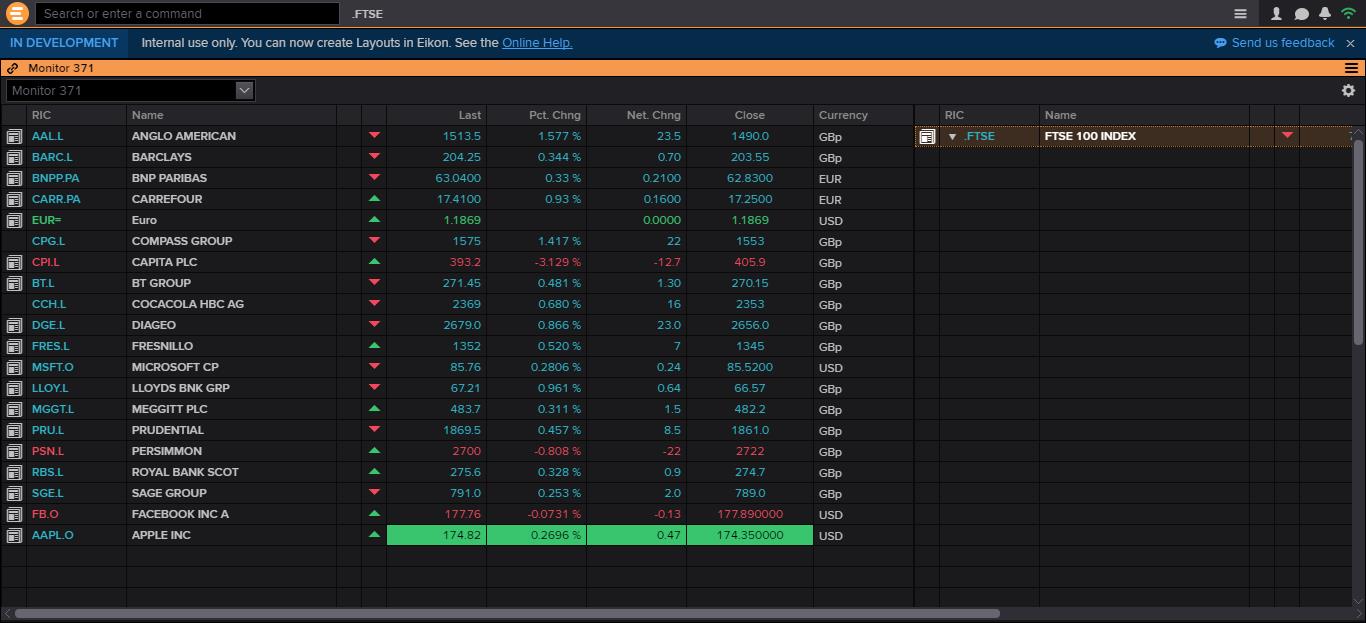 Search or enter a command .FTSE
IN DEVELOPMENT Internal use only. You can now create Layouts in Eikon. See the Online Help. Send us feedback
Monitor 371
Monitor 371
RIC Name Last Pct. Chng Net. Chng Close Currency RIC Name
AAL.L ANGLO AMERICAN 1513.5 1.577 % 23.5 1490.0 GBp .FTSE FTSE 100 INDEX
BARC.L BARCLAYS 204.25 0.344 % 0.70 203.55 GBp
BNPP.PA BNP PARIBAS 63.0400 0.33 % 0.2100 62.8300 EUR
CARR.PA CARREFOUR 17.4100 0.93 % 0.1600 17.2500 EUR
EUR= Euro 1.1869 0.0000 1.1869 USD
CPG.L COMPASS GROUP 1575 1.417 % 22 1553 GBp
CPI.L CAPITA PLC 393.2 -3.129 % -12.7 405.9 GBp
BT.L BT GROUP 271.45 0.481 % 1.30 270.15 GBp
CCH.L COCACOLA HBC AG 2369 0.680 % 16 2353 GBp
DGE.L DIAGEO 2679.0 0.866 % 23.0 2656.0 GBp
FRES.L FRESNILLO 1352 0.520 % 7 1345 GBp
MSFT.O MICROSOFT CP 85.76 0.2806 % 0.24 85.5200 USD
LLOY.L LLOYDS BNK GRP 67.21 0.961 % 0.64 66.57 GBp
MGGT.L MEGGITT PLC 483.7 0.311 % 1.5 482.2 GBp
PRU.L PRUDENTIAL 1869.5 0.457 % 8.5 1861.0 GBp
PSN.L PERSIMMON 2700 -0.808 % -22 2722 GBp
RBS.L ROYAL BANK SCOT 275.6 0.328 % 0.9 274.7 GBp
SGE.L SAGE GROUP 791.0 0.253 % 2.0 789.0 GBp
FB.O FACEBOOK INC A 177.76 -0.0731 % -0.13 177.890000 USD
AAPL.O APPLE INC 174.82 0.2696 % 0.47 174.350000 USD